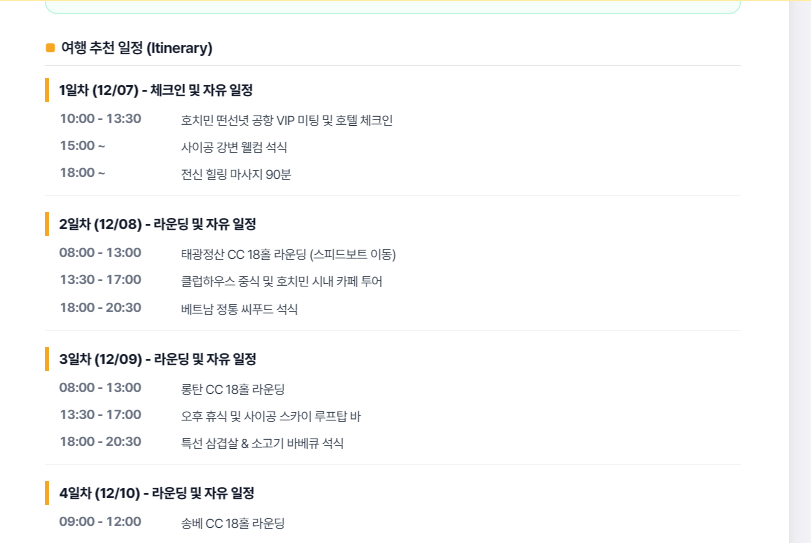 여행 추천 일정 (Itinerary)
1일차 (12/07) - 체크인 및 자유 일정
10:00 - 13:30 호치민 떤선넛 공항 VIP 미팅 및 호텔 체크인
15:00 ~ 사이공 강변 웰컴 석식
18:00 ~ 전신 힐링 마사지 90분
2일차 (12/08) - 라운딩 및 자유 일정
08:00 - 13:00 태광정산 CC 18홀 라운딩 (스피드보트 이동)
13:30 - 17:00 클럽하우스 중식 및 호치민 시내 카페 투어
18:00 - 20:30 베트남 정통 씨푸드 석식
3일차 (12/09) - 라운딩 및 자유 일정
08:00 - 13:00 롱탄 CC 18홀 라운딩
13:30 - 17:00 오후 휴식 및 사이공 스카이 루프탑 바
18:00 - 20:30 특선 삼겹살 & 소고기 바베큐 석식
4일차 (12/10) - 라운딩 및 자유 일정
09:00 - 12:00 송베 CC 18홀 라운딩